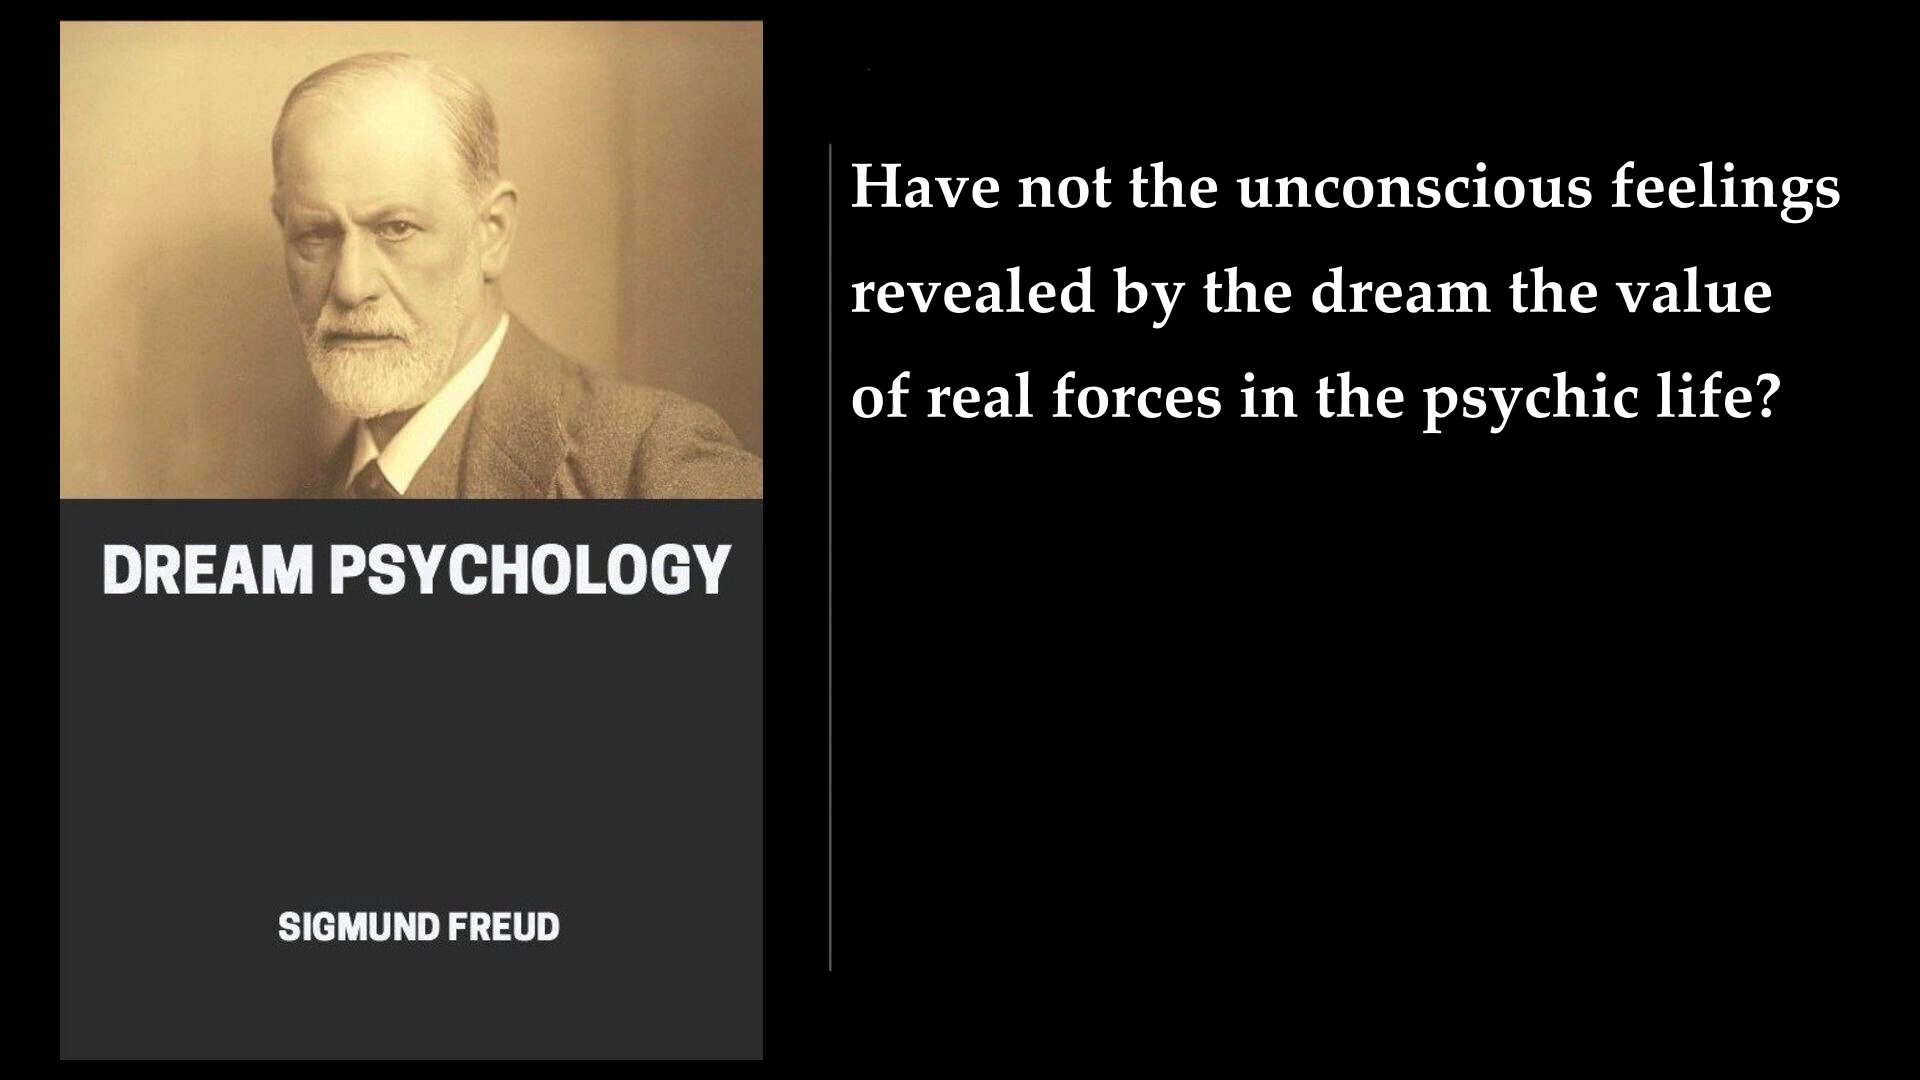 DREAM PSYCHOLOGY
SIGMUND FREUD
Have not the unconscious feelings
revealed by the dream the value
of real forces in the psychic life?